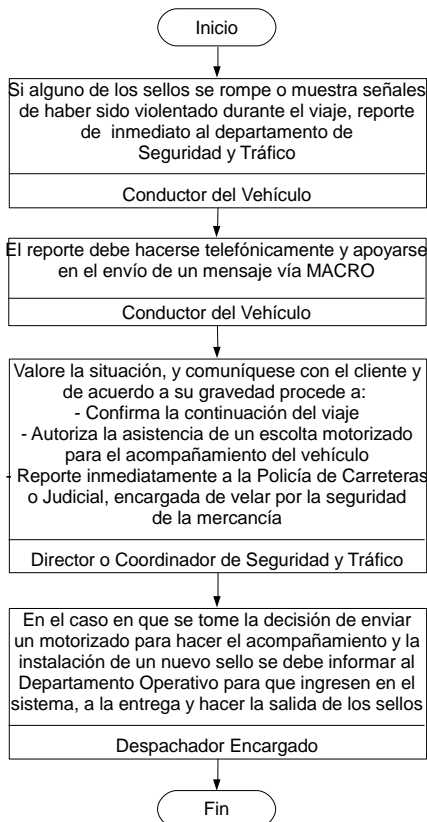 Inicio
Si alguno de los sellos se rompe o muestra señales
de haber sido violentado durante el viaje, reporte
de inmediato al departamento de
Seguridad y Tráfico
Conductor del Vehículo
El reporte debe hacerse telefónicamente y apoyarse
en el envío de un mensaje vía MACRO
Conductor del Vehículo
Valore la situación, y comuníquese con el cliente y
de acuerdo a su gravedad procede a:
- Confirma la continuación del viaje
- Autoriza la asistencia de un escolta motorizado
para el acompañamiento del vehículo
- Reporte inmediatamente a la Policía de Carreteras
o Judicial, encargada de velar por la seguridad
de la mercancía
Director o Coordinador de Seguridad y Tráfico
En el caso en que se tome la decisión de enviar
un motorizado para hacer el acompañamiento y la
instalación de un nuevo sello se debe informar al
Departamento Operativo para que ingresen en el
sistema, a la entrega y hacer la salida de los sellos
Despachador Encargado
Fin